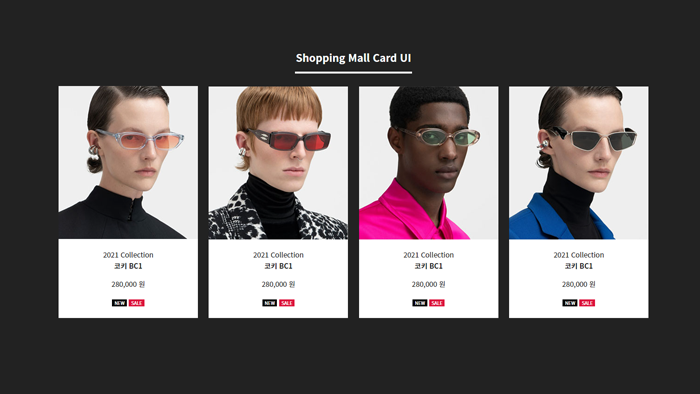 Shopping Mall Card UI
2021 Collection
코키 BC1
280,000 원
NEW SALE
2021 Collection
코키 BC1
280,000 원
NEW SALE
2021 Collection
코키 BC1
280,000 원
NEW SALE
2021 Collection
코키 BC1
280,000 원
NEW SALE